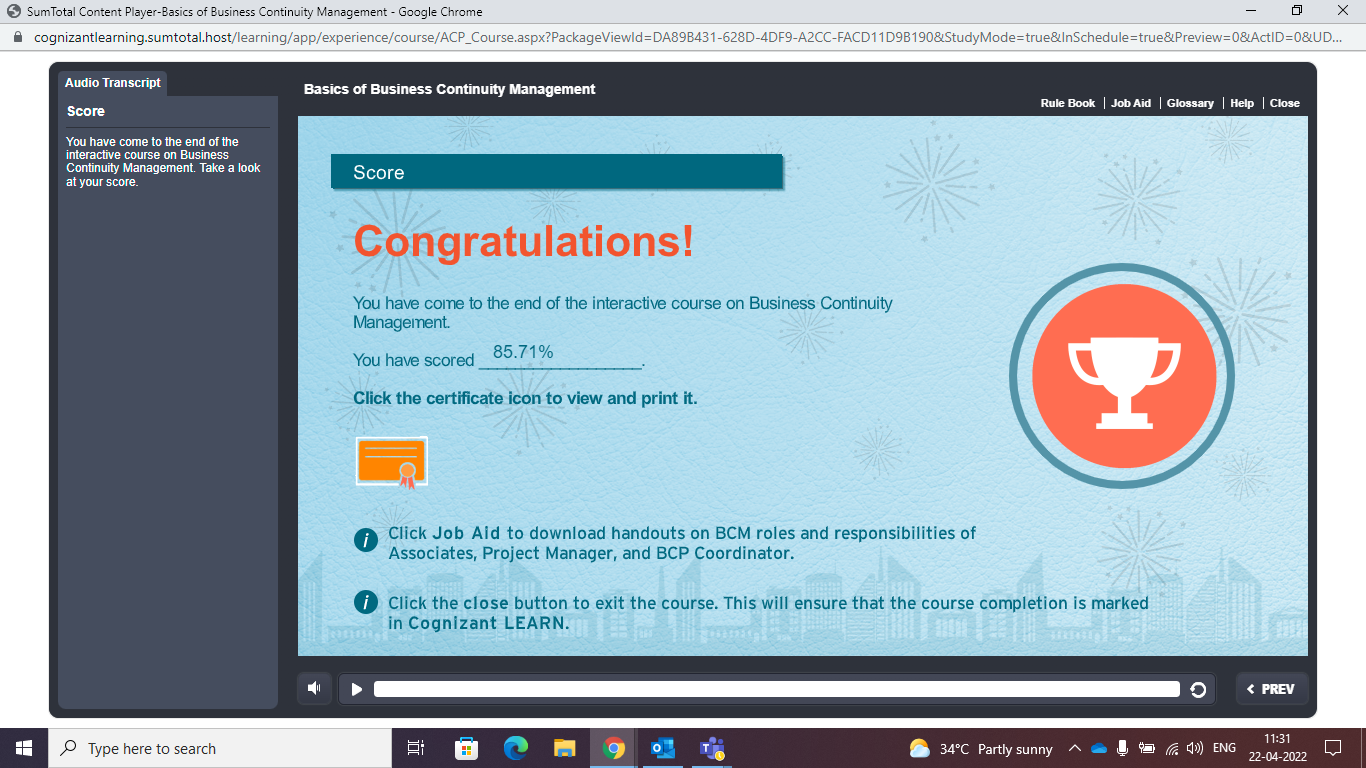 SumTotal Content Player-Basics of Business Continuity Management - Google Chrome
cognizantlearning.sumtotal.host/learning/app/experience/course/ACP_Course.aspx?PackageViewId=DA89B431-628D-4DF9-A2CC-FACD11D9B190&StudyMode=true&InSchedule=true&Preview=0&ActID=0&UD...
Audio Transcript
Score
You have come to the end of the
interactive course on Business
Continuity Management. Take a look
at your score.
Basics of Business Continuity Management
Rule Book | Job Aid | Glossary | Help | Close
Score
Congratulations!
You have come to the end of the interactive course on Business Continuity
Management.
You have scored 85.71%.
Click the certificate icon to view and print it.
i Click Job Aid to download handouts on BCM roles and responsibilities of
Associates, Project Manager, and BCP Coordinator.
i Click the close button to exit the course. This will ensure that the course completion is marked
in Cognizant LEARN.
< PREV
Type here to search
34°C Partly sunny
ENG
11:31
22-04-2022